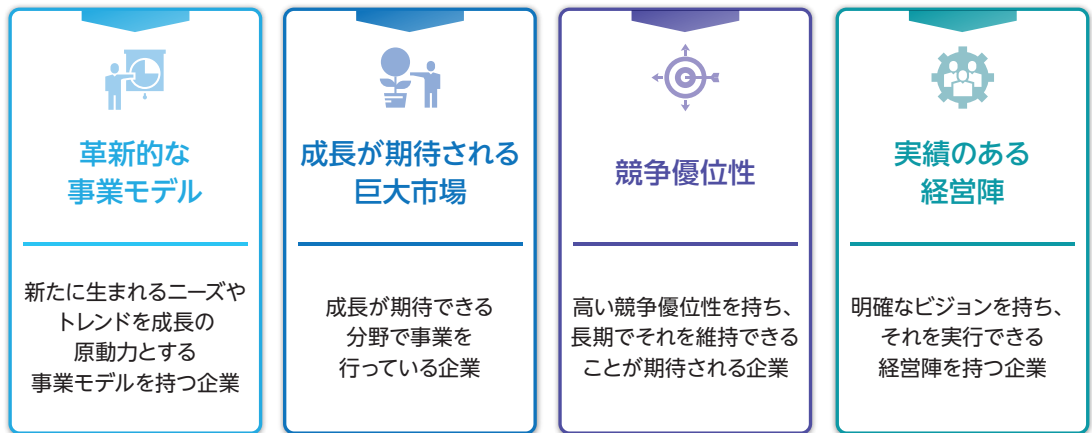 革新的な
事業モデル
新たに生まれるニーズや
トレンドを成長の
原動力とする
事業モデルを持つ企業
成長が期待される
巨大市場
成長が期待できる
分野で事業を
行っている企業
競争優位性
高い競争優位性を持ち、
長期でそれを維持できる
ことが期待される企業
実績のある
経営陣
明確なビジョンを持ち、
それを実行できる
経営陣を持つ企業